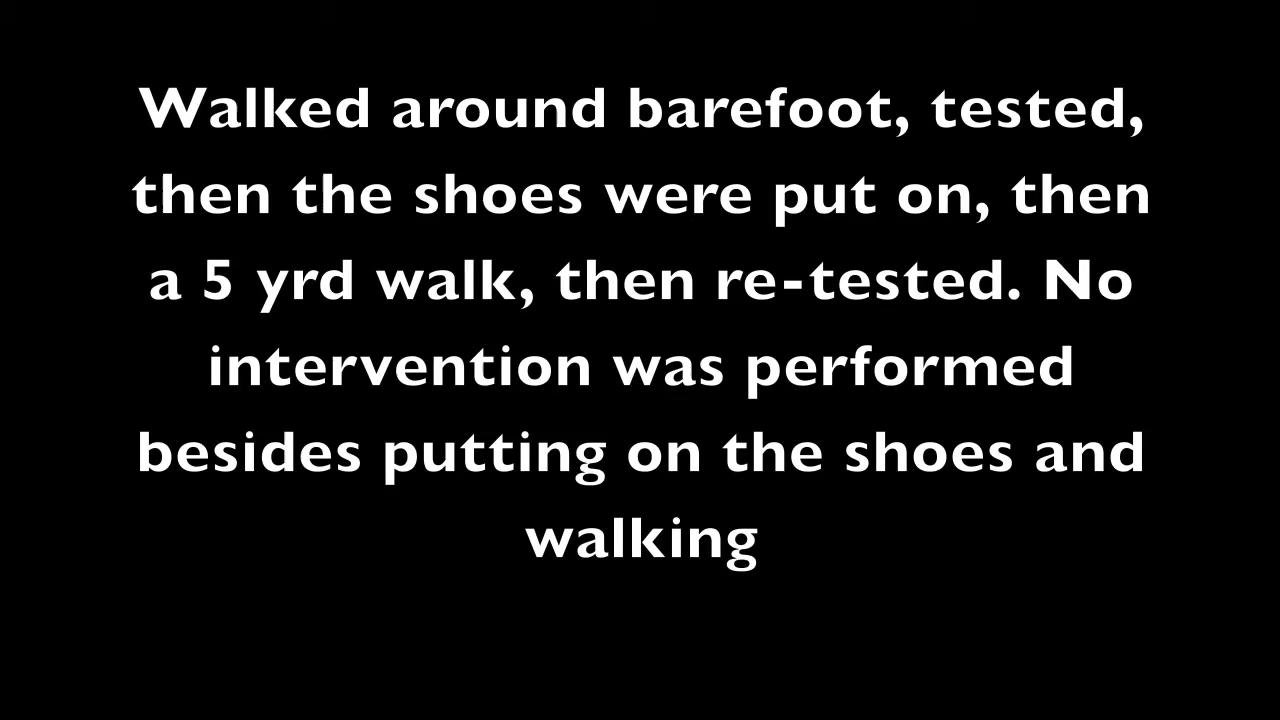 Walked around barefoot, tested,
then the shoes were put on, then
a 5 yrd walk, then re-tested. No
intervention was performed
besides putting on the shoes and
walking